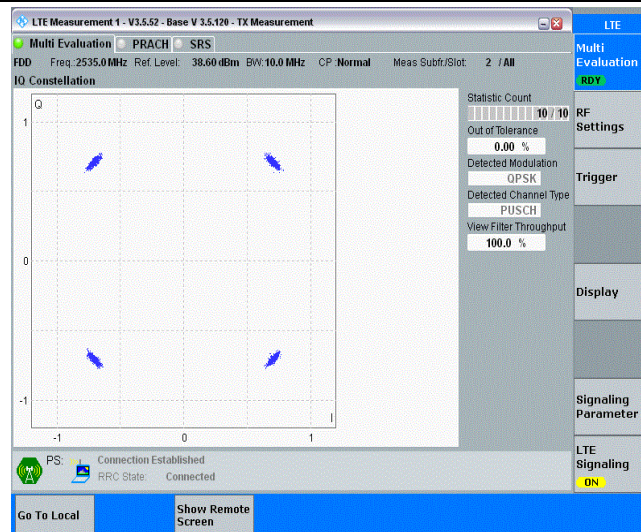 LTE Measurement 1 - V3.5.52 - Base V 3.5.120 - TX Measurement
LTE
Multi Evaluation PRACH SRS
Multi
Evaluation
RDY
FDD Freq.:2535.0 MHz Ref. Level: 38.60 dBm BW:10.0 MHz CP :Normal Meas Subfr./Slot: 2 / All
IQ Constellation
Q
1
0
-1
-1
0
1
I
Statistic Count
10 / 10
Out of Tolerance
0.00 %
Detected Modulation
QPSK
Detected Channel Type
PUSCH
View Filter Throughput
100.0 %
RF
Settings
Trigger
Display
Signaling
Parameter
LTE
Signaling
ON
PS: Connection Established
RRC State: Connected
Go To Local
Show Remote
Screen